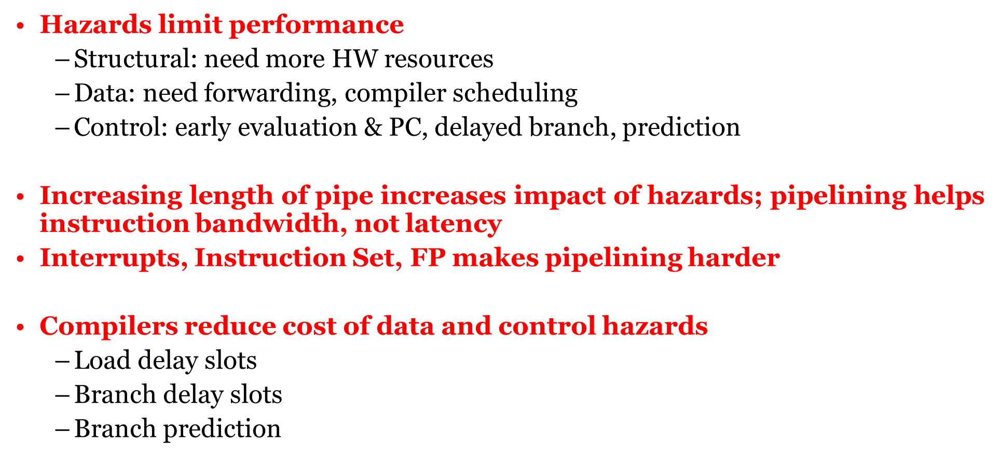 • Hazards limit performance
– Structural: need more HW resources
– Data: need forwarding, compiler scheduling
– Control: early evaluation & PC, delayed branch, prediction
• Increasing length of pipe increases impact of hazards; pipelining helps
instruction bandwidth, not latency
• Interrupts, Instruction Set, FP makes pipelining harder
• Compilers reduce cost of data and control hazards
– Load delay slots
– Branch delay slots
– Branch prediction